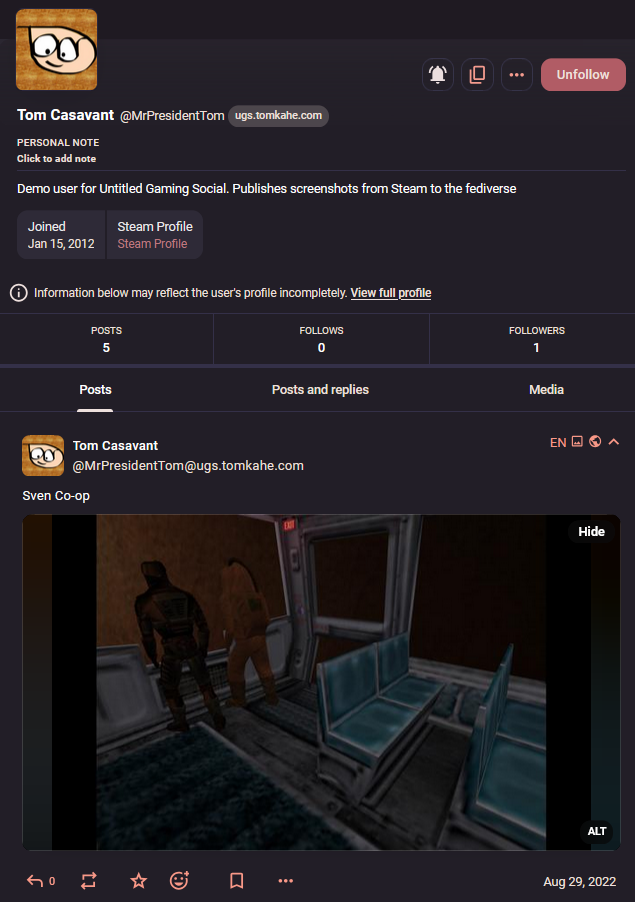 Unfollow
Tom Casavant @MrPresidentTom ugs.tomkahe.com
PERSONAL NOTE
Click to add note
Demo user for Untitled Gaming Social. Publishes screenshots from Steam to the fediverse
Joined
Jan 15, 2012
Steam Profile
Steam Profile
Information below may reflect the user's profile incompletely. View full profile
POSTS
5
FOLLOWS
0
FOLLOWERS
1
Posts
Posts and replies
Media
Tom Casavant
EN
@MrPresidentTom@ugs.tomkahe.com
Sven Co-op
Hide
EXIT
ALT
0
Aug 29, 2022